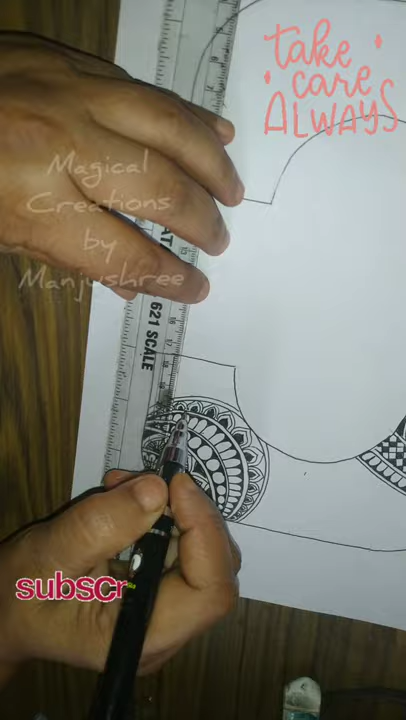 take
care
ALWAYS
Magical
Creations
by
Manjushree
621 SCALE
subscr